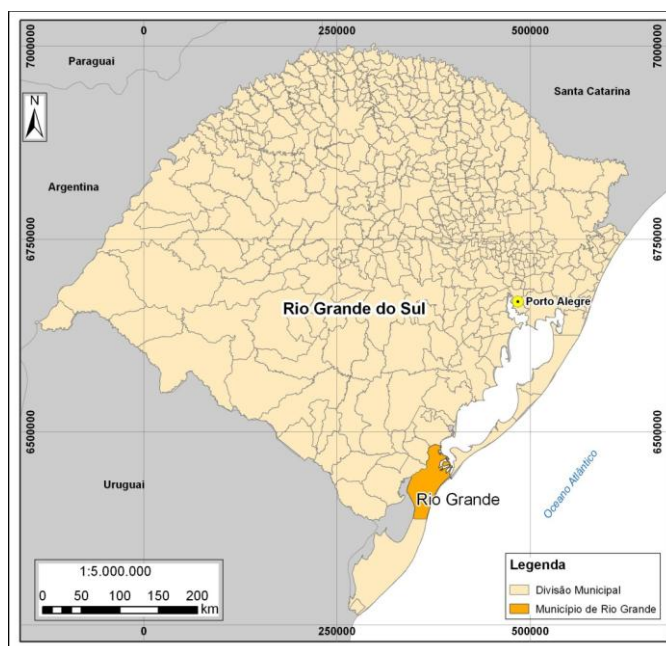 0
250000
500000
7000000
7000000
Paraguai
Santa Catarina
N
Argentina
6750000
6750000
Rio Grande do Sul
Porto Alegre
6500000
6500000
Uruguai
Rio Grande
Oceano Atlântico
1:5.000.000
0 25 50 100 150 200
km
Legenda
Divisão Municipal
Município de Rio Grande
0
250000
500000